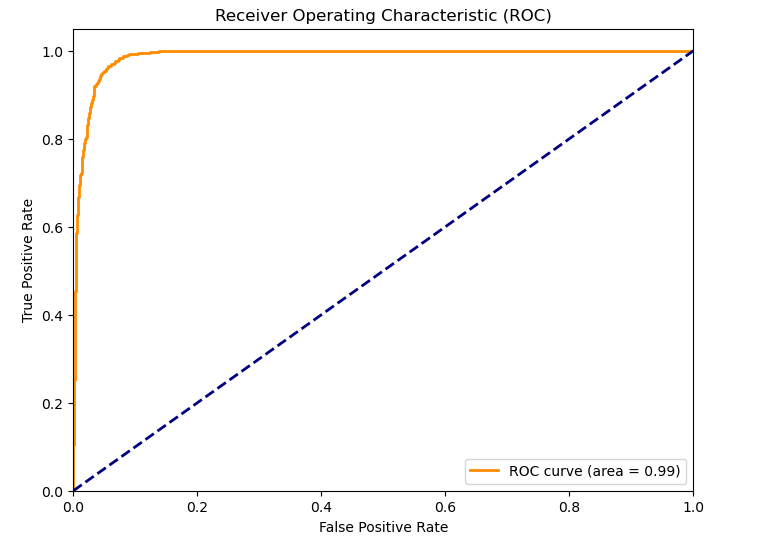 Receiver Operating Characteristic (ROC)
True Positive Rate
1.0
0.8
0.6
0.4
0.2
0.0
ROC curve (area = 0.99)
0.0 0.2 0.4 0.6 0.8 1.0
False Positive Rate